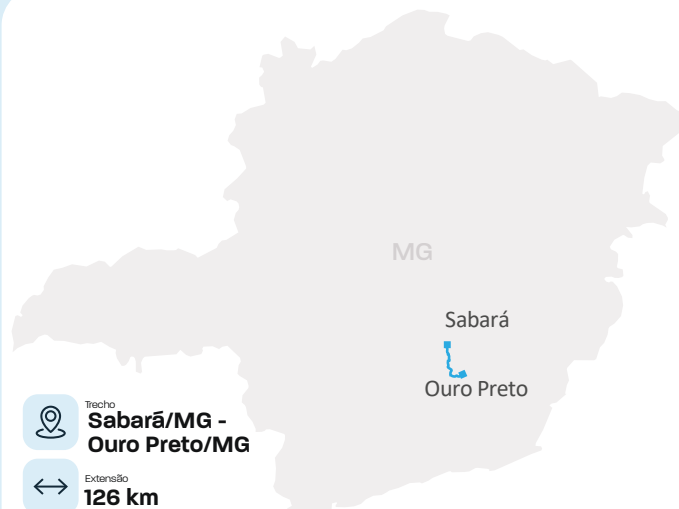 MG
Sabará
Ouro Preto
Trecho
Sabará/MG -
Ouro Preto/MG
Extensão
126 km